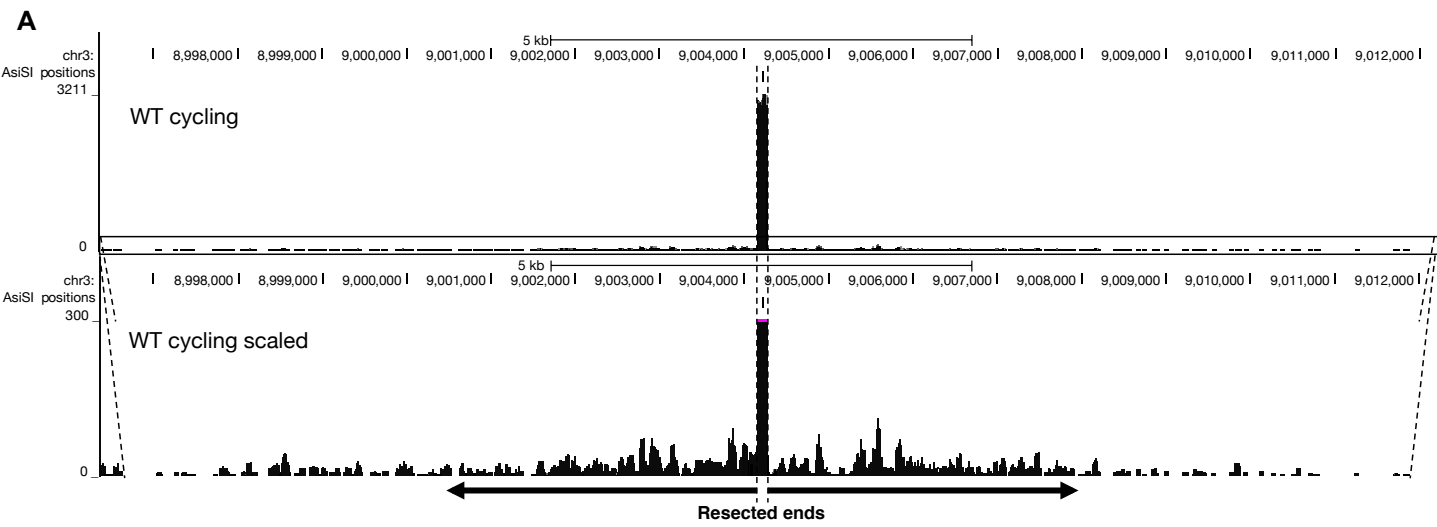 A
5 kb
chr3: 8,998,000 8,999,000 9,000,000 9,001,000 9,002,000 9,003,000 9,004,000 9,005,000 9,006,000 9,007,000 9,008,000 9,009,000 9,010,000 9,011,000 9,012,000
AsiSI positions
3211
WT cycling
0
5 kb
chr3: 8,998,000 8,999,000 9,000,000 9,001,000 9,002,000 9,003,000 9,004,000 9,005,000 9,006,000 9,007,000 9,008,000 9,009,000 9,010,000 9,011,000 9,012,000
AsiSI positions
300
WT cycling scaled
0
Resected ends